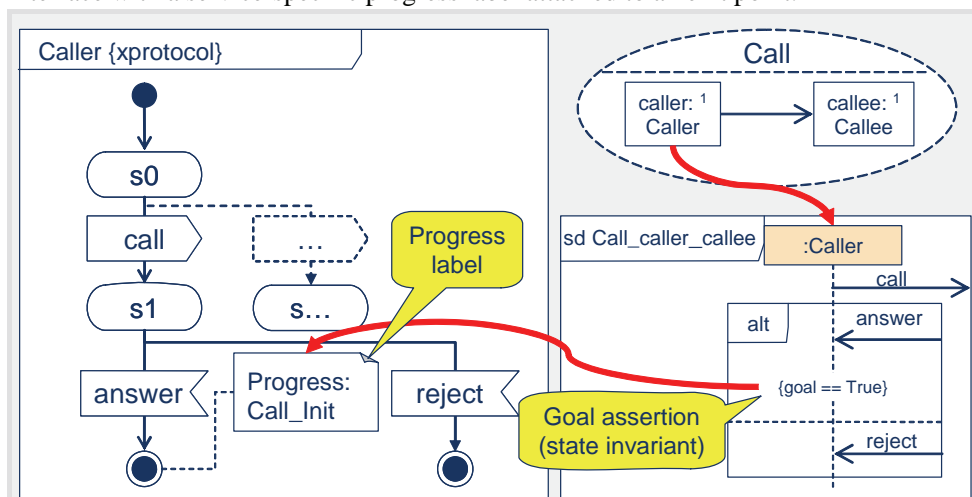 Caller {xprotocol}
s0
call
...
s1
s...
Progress
label
answer
Progress:
Call_Init
reject
Call
caller: 1
Caller
callee: 1
Callee
sd Call_caller_callee
:Caller
call
alt
answer
{goal == True}
Goal assertion
(state invariant)
reject